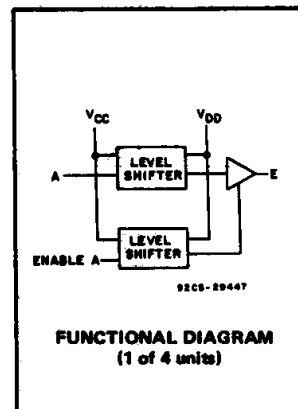 VCC VDD
LEVEL
SHIFTER
A E
LEVEL
SHIFTER
ENABLE A
92CS-29447
FUNCTIONAL DIAGRAM
(1 of 4 units)